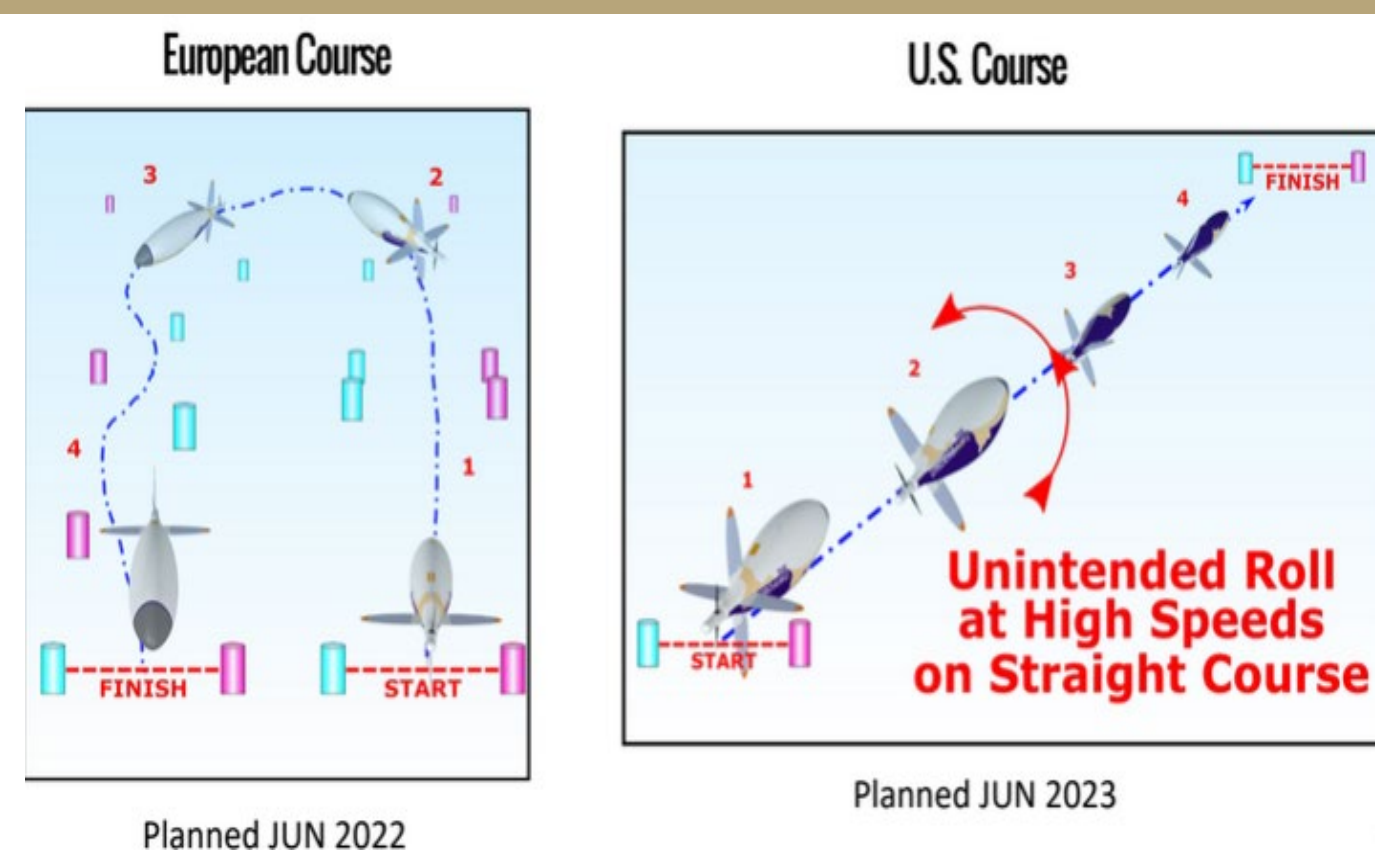 European Course
3
2
4
1
FINISH
START
Planned JUN 2022
U.S. Course
FINISH
4
3
2
1
START
Unintended Roll
at High Speeds
on Straight Course
Planned JUN 2023